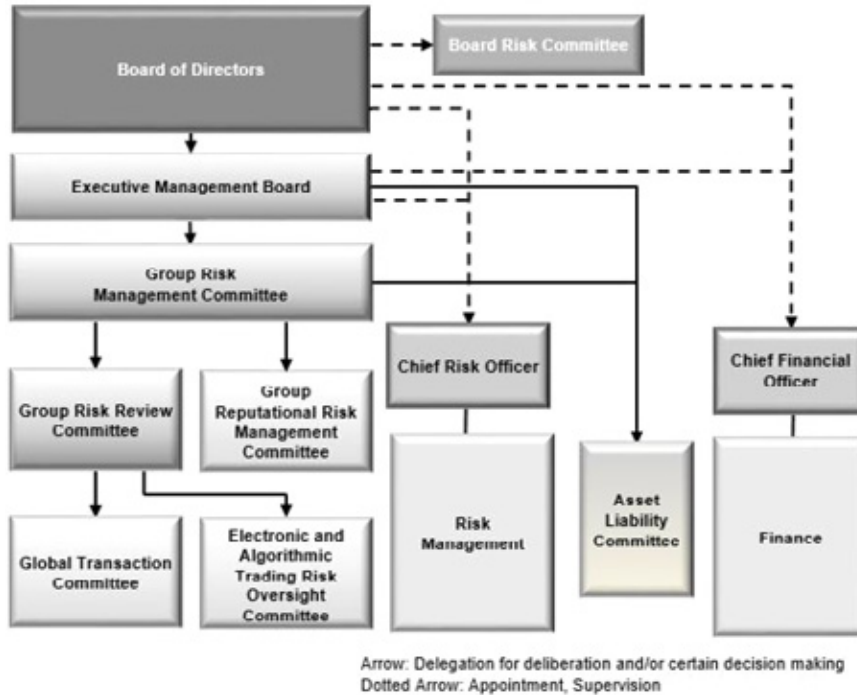 Board of Directors
Board Risk Committee
Executive Management Board
Group Risk
Management Committee
Chief Risk Officer
Chief Financial
Officer
Group Risk Review
Committee
Group
Reputational Risk
Management
Committee
Risk
Management
Asset
Liability
Committee
Finance
Global Transaction
Committee
Electronic and
Algorithmic
Trading Risk
Oversight
Committee
Arrow: Delegation for deliberation and/or certain decision making
Dotted Arrow: Appointment, Supervision